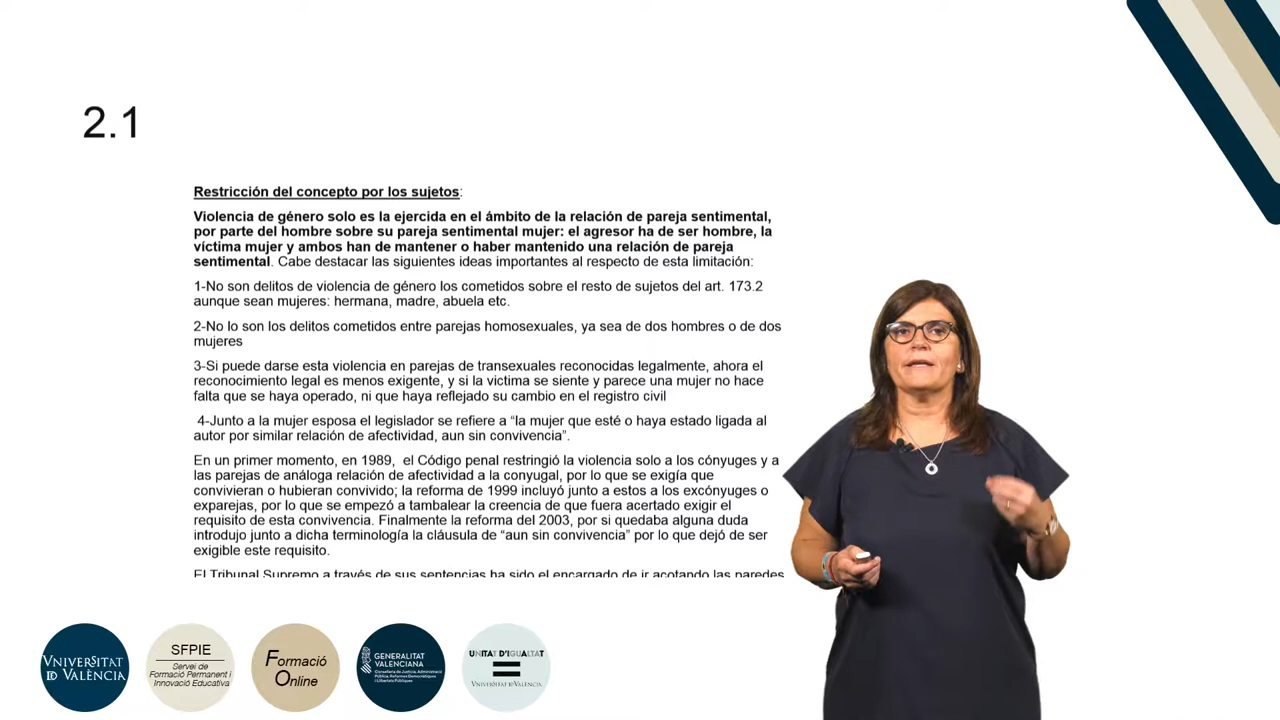 2.1
Restricción del concepto por los sujetos:
Violencia de género solo es la ejercida en el ámbito de la relación de pareja sentimental,
por parte del hombre sobre su pareja sentimental mujer: el agresor ha de ser hombre, la
víctima mujer y ambos han de mantener o haber mantenido una relación de pareja
sentimental. Cabe destacar las siguientes ideas importantes al respecto de esta limitación:
1-No son delitos de violencia de género los cometidos sobre el resto de sujetos del art. 173.2
aunque sean mujeres: hermana, madre, abuela etc.
2-No lo son los delitos cometidos entre parejas homosexuales, ya sea de dos hombres o de dos
mujeres
3-Si puede darse esta violencia en parejas de transexuales reconocidas legalmente, ahora el
reconocimiento legal es menos exigente, y si la victima se siente y parece una mujer no hace
falta que se haya operado, ni que haya reflejado su cambio en el registro civil
4-Junto a la mujer esposa el legislador se refiere a “la mujer que esté o haya estado ligada al
autor por similar relación de afectividad, aun sin convivencia”.
En un primer momento, en 1989, el Código penal restringió la violencia solo a los cónyuges y a
las parejas de análoga relación de afectividad a la conyugal, por lo que se exigía que
convivieran o hubieran convivido; la reforma de 1999 incluyó junto a estos a los excónyuges o
exparejas, por lo que se empezó a tambalear la creencia de que fuera acertado exigir el
requisito de esta convivencia. Finalmente la reforma del 2003, por si quedaba alguna duda
introdujo junto a dicha terminología la cláusula de “aun sin convivencia” por lo que dejó de ser
exigible este requisito.
El Tribunal Supremo a través de sus sentencias ha sido el encargado de ir acotando las paredes
VNIVERSITAT
ID VALÈNCIA
SFPIE
Servei de
Formació Permanent i
Innovació Educativa
Formació
Online
GENERALITAT
VALENCIANA
Conselleria de Justícia, Administració
Pública, Reformes Democràtiques
i Llibertats Públiques
UNITAT D'IGUALTAT
VNIVERSITAT ID VALÈNCIA